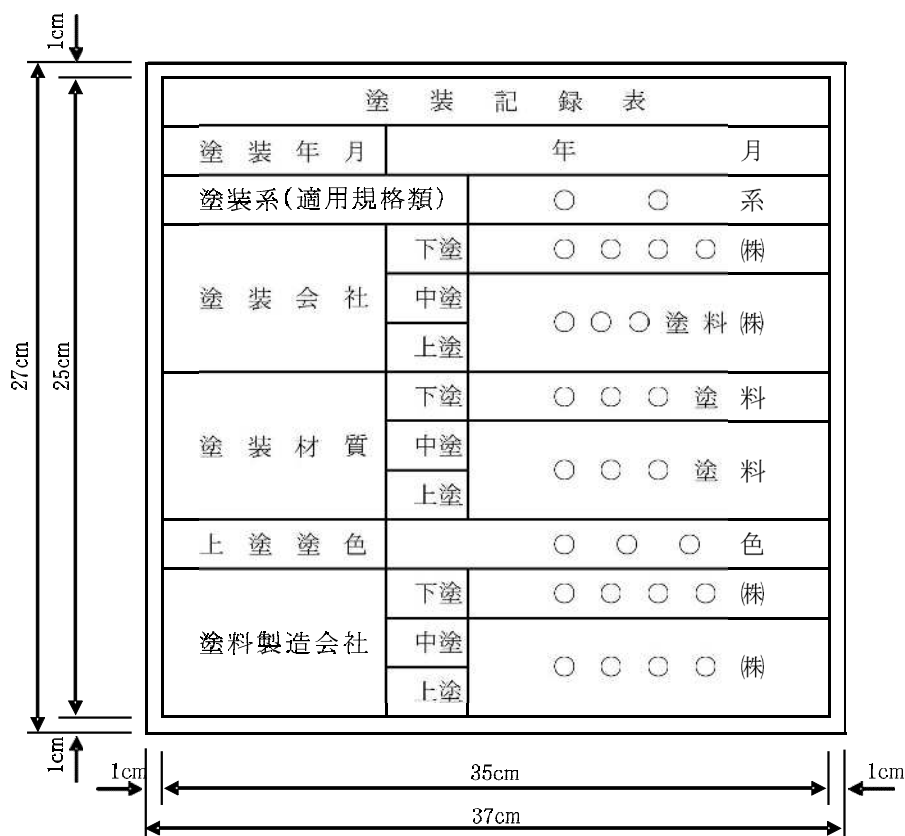 1cm
塗装記録表
塗装年月 年 月
塗装系(適用規格類) ○ ○ 系
下塗 ○○○○㈱
塗装会社 中塗 ○○○塗料㈱
上塗
27cm 25cm
下塗 ○○○塗料
塗装材質 中塗 ○○○塗料
上塗
上塗塗色 ○○○色
下塗 ○○○○㈱
塗料製造会社 中塗 ○○○○㈱
上塗
1cm
1cm 35cm 1cm
37cm